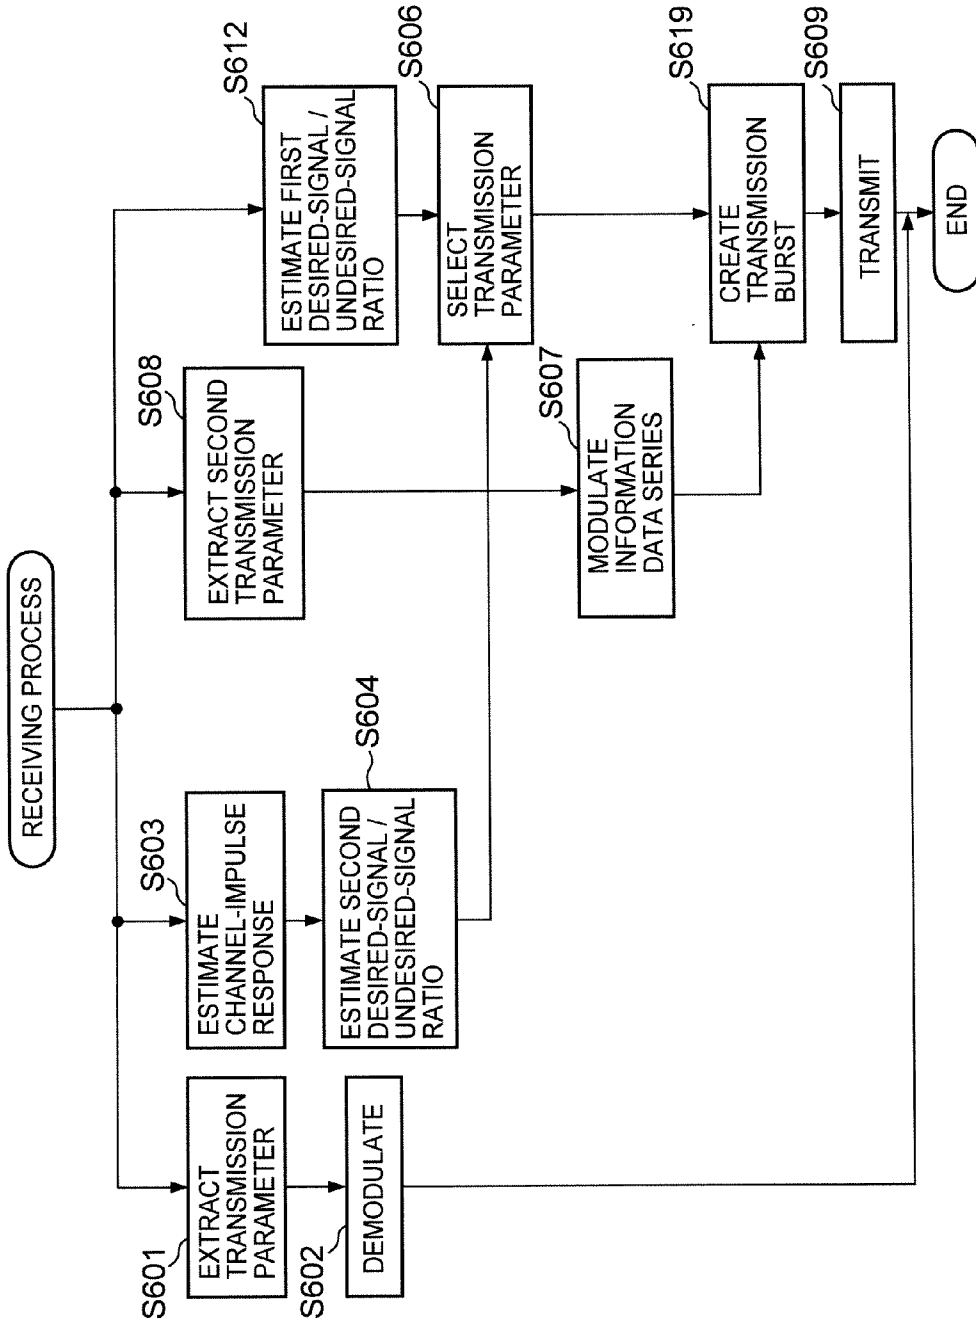 RECEIVING PROCESS
S601
EXTRACT
TRANSMISSION
PARAMETER
S602
DEMODULATE
S603
ESTIMATE
CHANNEL-IMPULSE
RESPONSE
S604
ESTIMATE SECOND
DESIRED-SIGNAL /
UNDESIRED-SIGNAL
RATIO
S608
EXTRACT SECOND
TRANSMISSION
PARAMETER
S607
MODULATE
INFORMATION
DATA SERIES
S612
ESTIMATE FIRST
DESIRED-SIGNAL /
UNDESIRED-SIGNAL
RATIO
S606
SELECT
TRANSMISSION
PARAMETER
S619
CREATE
TRANSMISSION
BURST
S609
TRANSMIT
END